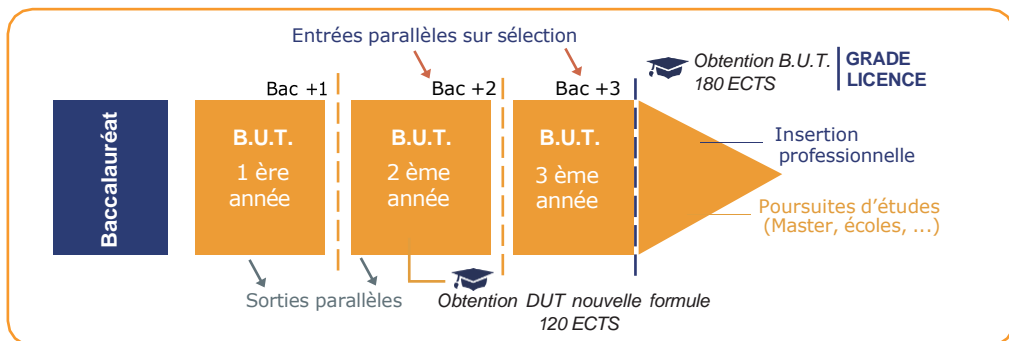 Entrées parallèles sur sélection
Obtention B.U.T.
180 ECTS
GRADE
LICENCE
Bac +1
Bac +2
Bac +3
Baccalauréat
B.U.T.
1 ère
année
B.U.T.
2 ème
année
B.U.T.
3 ème
année
Insertion
professionnelle
Poursuites d'études
(Master, écoles, ...)
Sorties parallèles
Obtention DUT nouvelle formule
120 ECTS